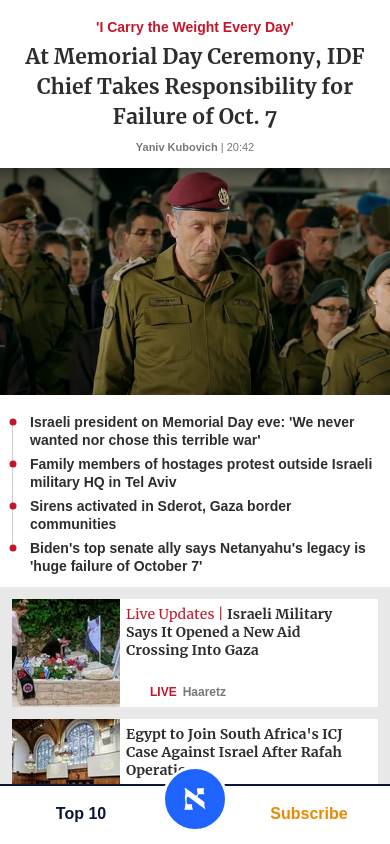 'I Carry the Weight Every Day'
At Memorial Day Ceremony, IDF
Chief Takes Responsibility for
Failure of Oct. 7
Yaniv Kubovich | 20:42
Israeli president on Memorial Day eve: 'We never
wanted nor chose this terrible war'
Family members of hostages protest outside Israeli
military HQ in Tel Aviv
Sirens activated in Sderot, Gaza border
communities
Biden's top senate ally says Netanyahu's legacy is
'huge failure of October 7'
Live Updates | Israeli Military
Says It Opened a New Aid
Crossing Into Gaza
LIVE Haaretz
Egypt to Join South Africa's ICJ
Case Against Israel After Rafah
Top 10
א
Subscribe